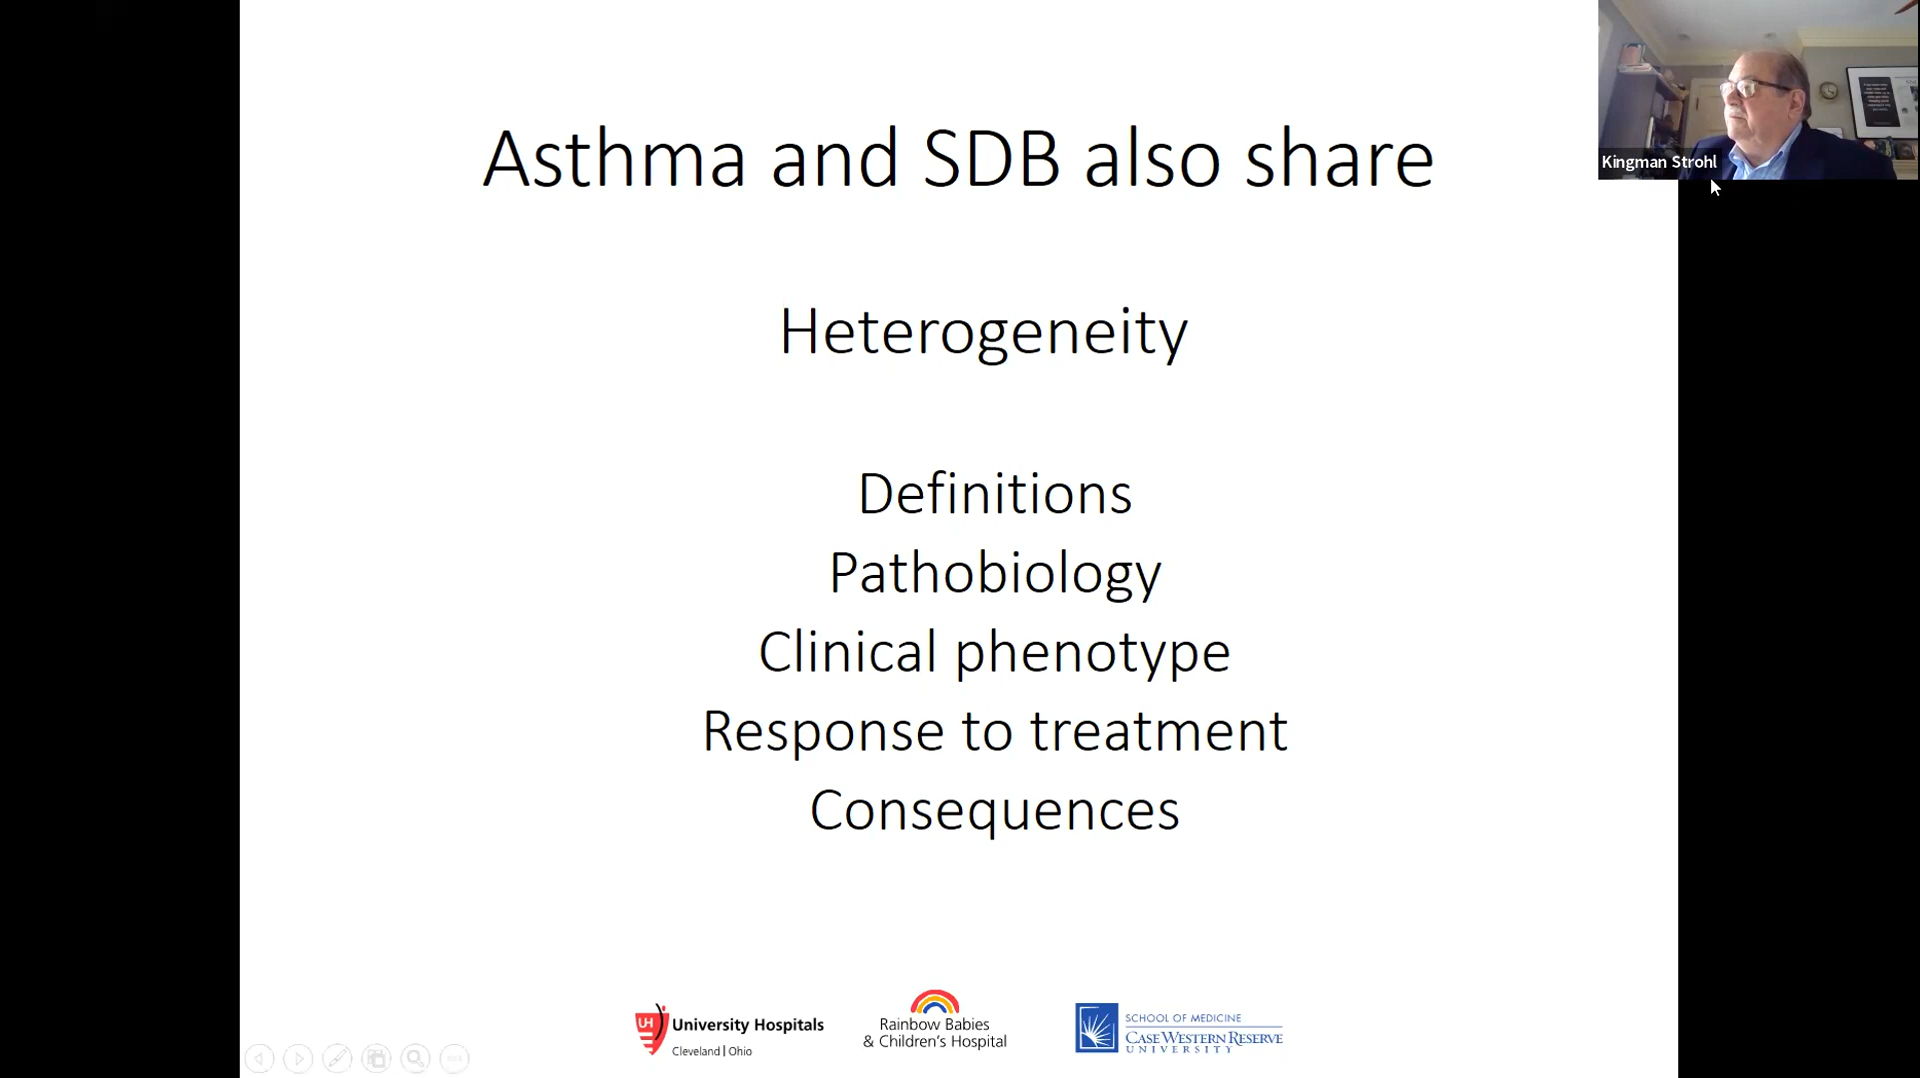 Asthma and SDB also share
Kingman Strohl
Heterogeneity
Definitions
Pathobiology
Clinical phenotype
Response to treatment
Consequences
UH University Hospitals
Cleveland | Ohio
Rainbow Babies
& Children's Hospital
SCHOOL OF MEDICINE
CASE WESTERN RESERVE
UNIVERSITY